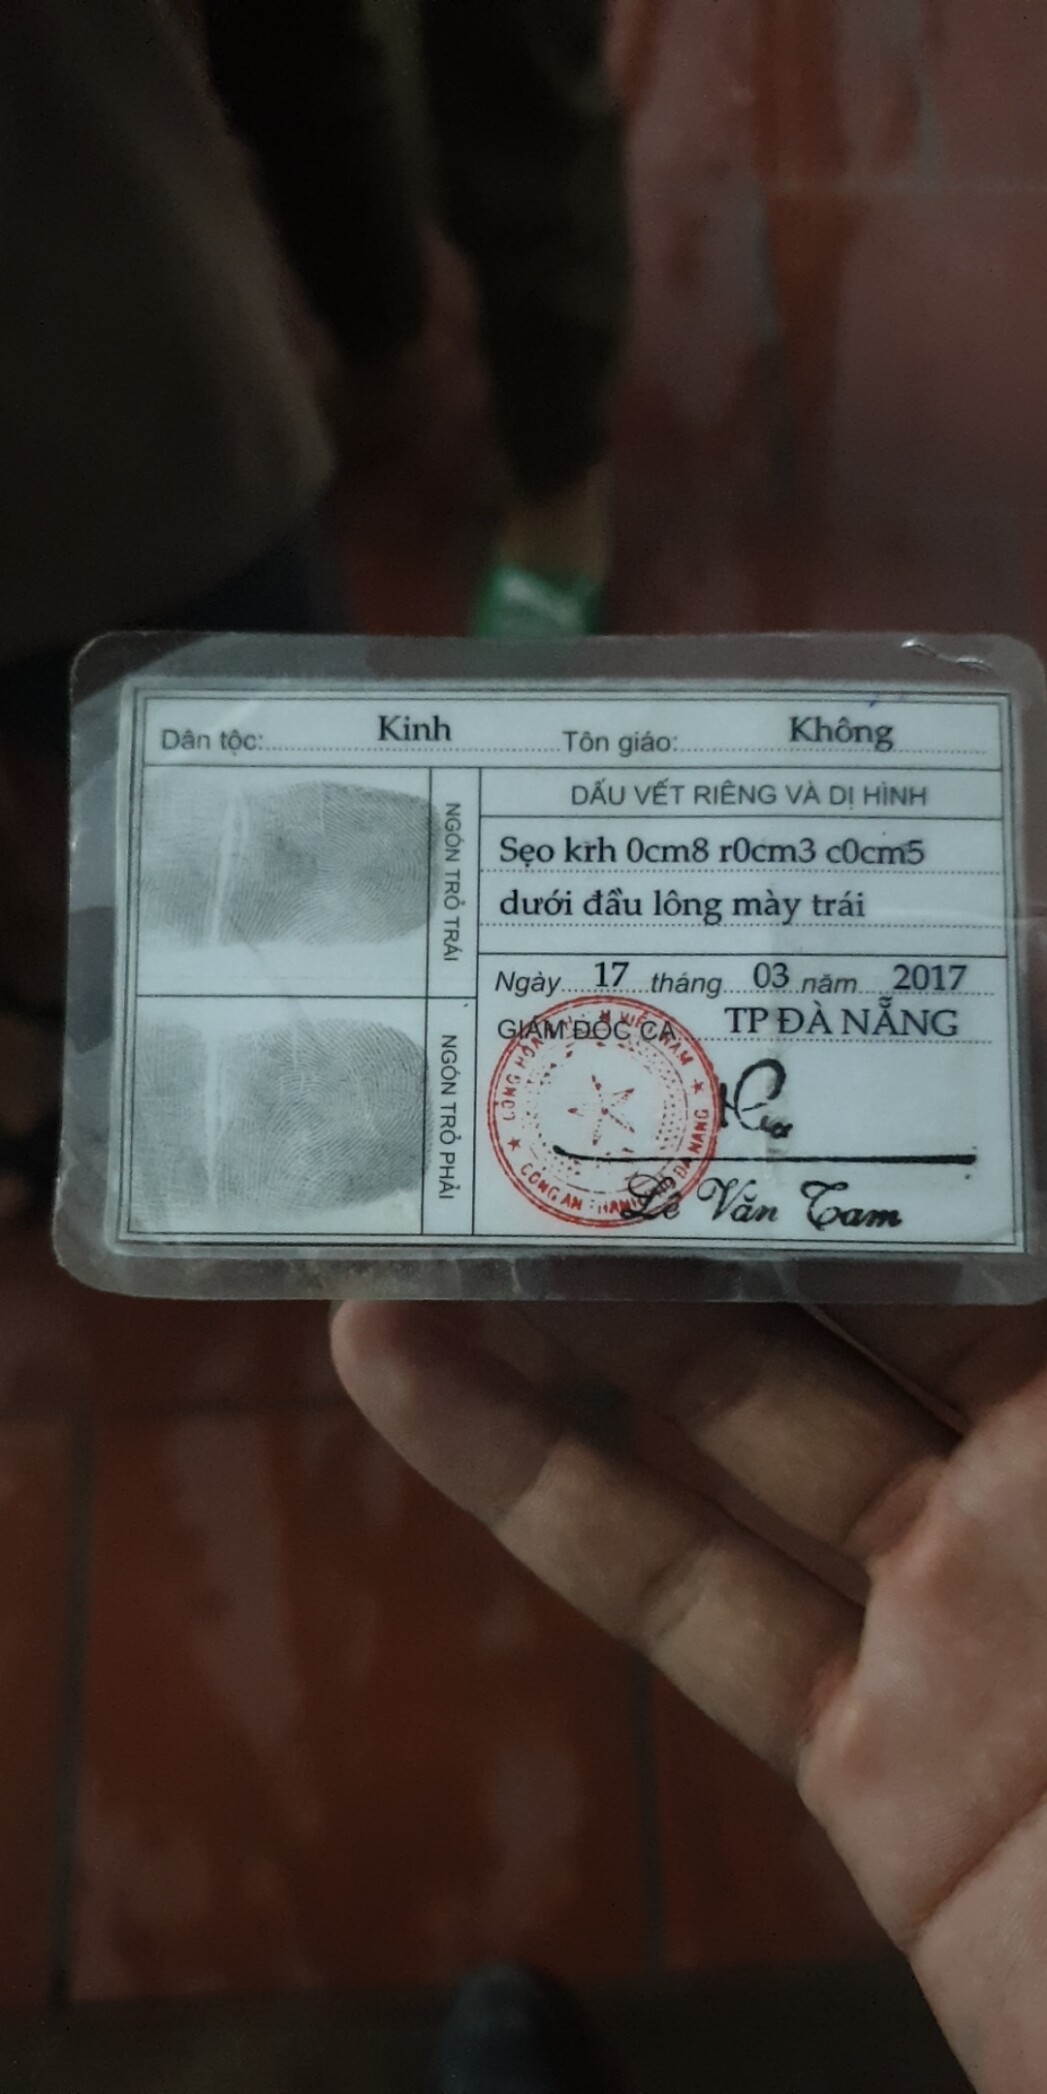 Dân tộc: Kinh Tôn giáo: Không
NGÓN TRỎ TRÁI
DẤU VẾT RIÊNG VÀ DỊ HÌNH
Sẹo krh 0cm8 r0cm3 c0cm5
dưới đầu lông mày trái
NGÓN TRỎ PHẢI
Ngày 17 tháng 03 năm 2017
GIÁM ĐỐC CA TP ĐÀ NẴNG
Lê Văn Tam